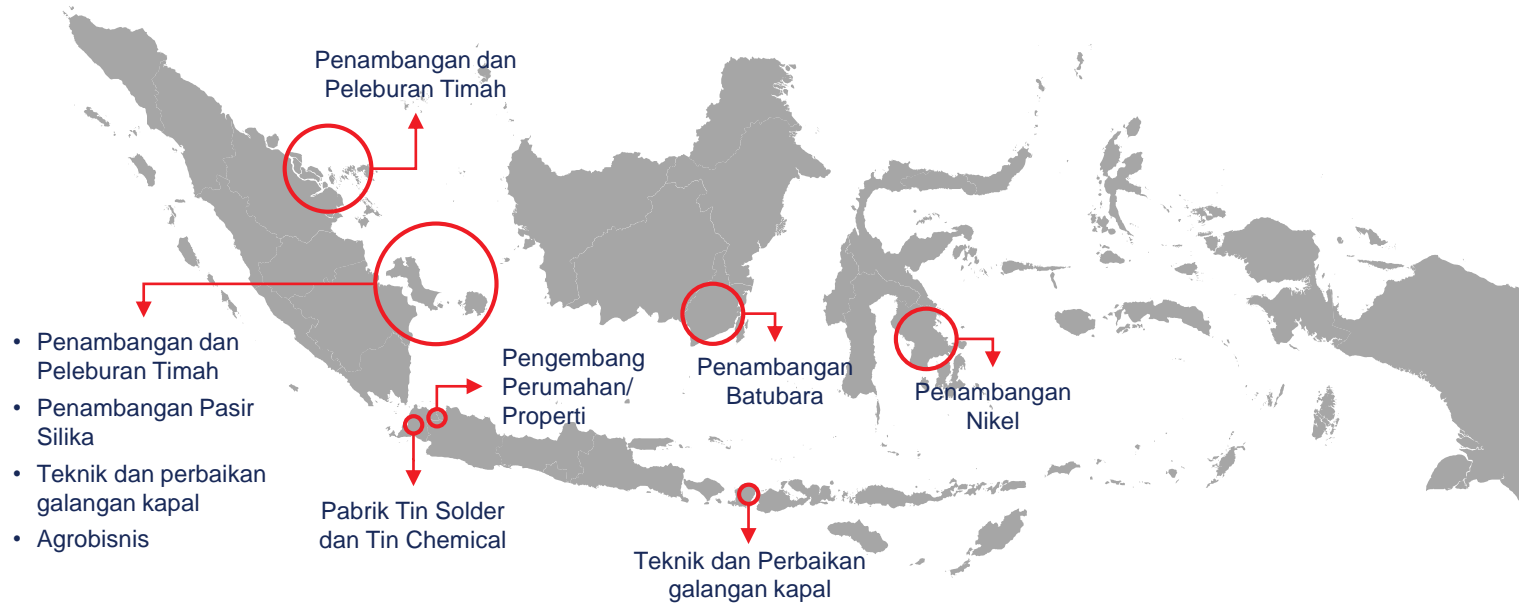 Penambangan dan
Peleburan Timah
• Penambangan dan
Peleburan Timah
• Penambangan Pasir
Silika
• Teknik dan perbaikan
galangan kapal
• Agrobisnis
Pengembang
Perumahan/
Properti
Pabrik Tin Solder
dan Tin Chemical
Penambangan
Batubara
Penambangan
Nikel
Teknik dan Perbaikan
galangan kapal